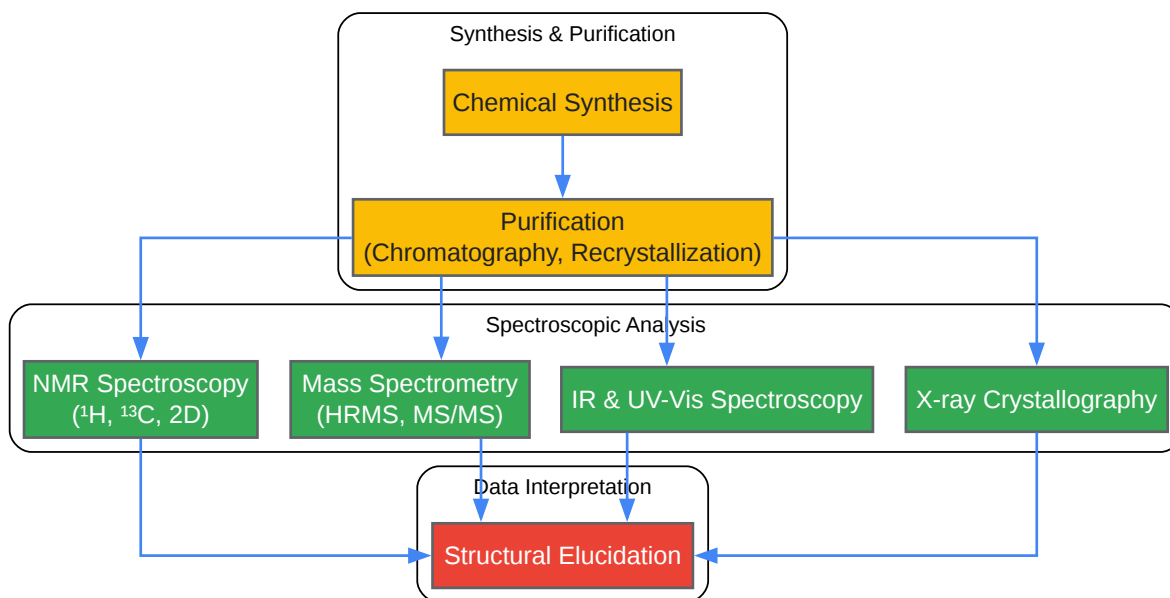 Synthesis & Purification
Chemical Synthesis
Purification
(Chromatography, Recrystallization)
Spectroscopic Analysis
NMR Spectroscopy
(¹H, ¹³C, 2D)
Mass Spectrometry
(HRMS, MS/MS)
IR & UV-Vis Spectroscopy
X-ray Crystallography
Data Interpretation
Structural Elucidation